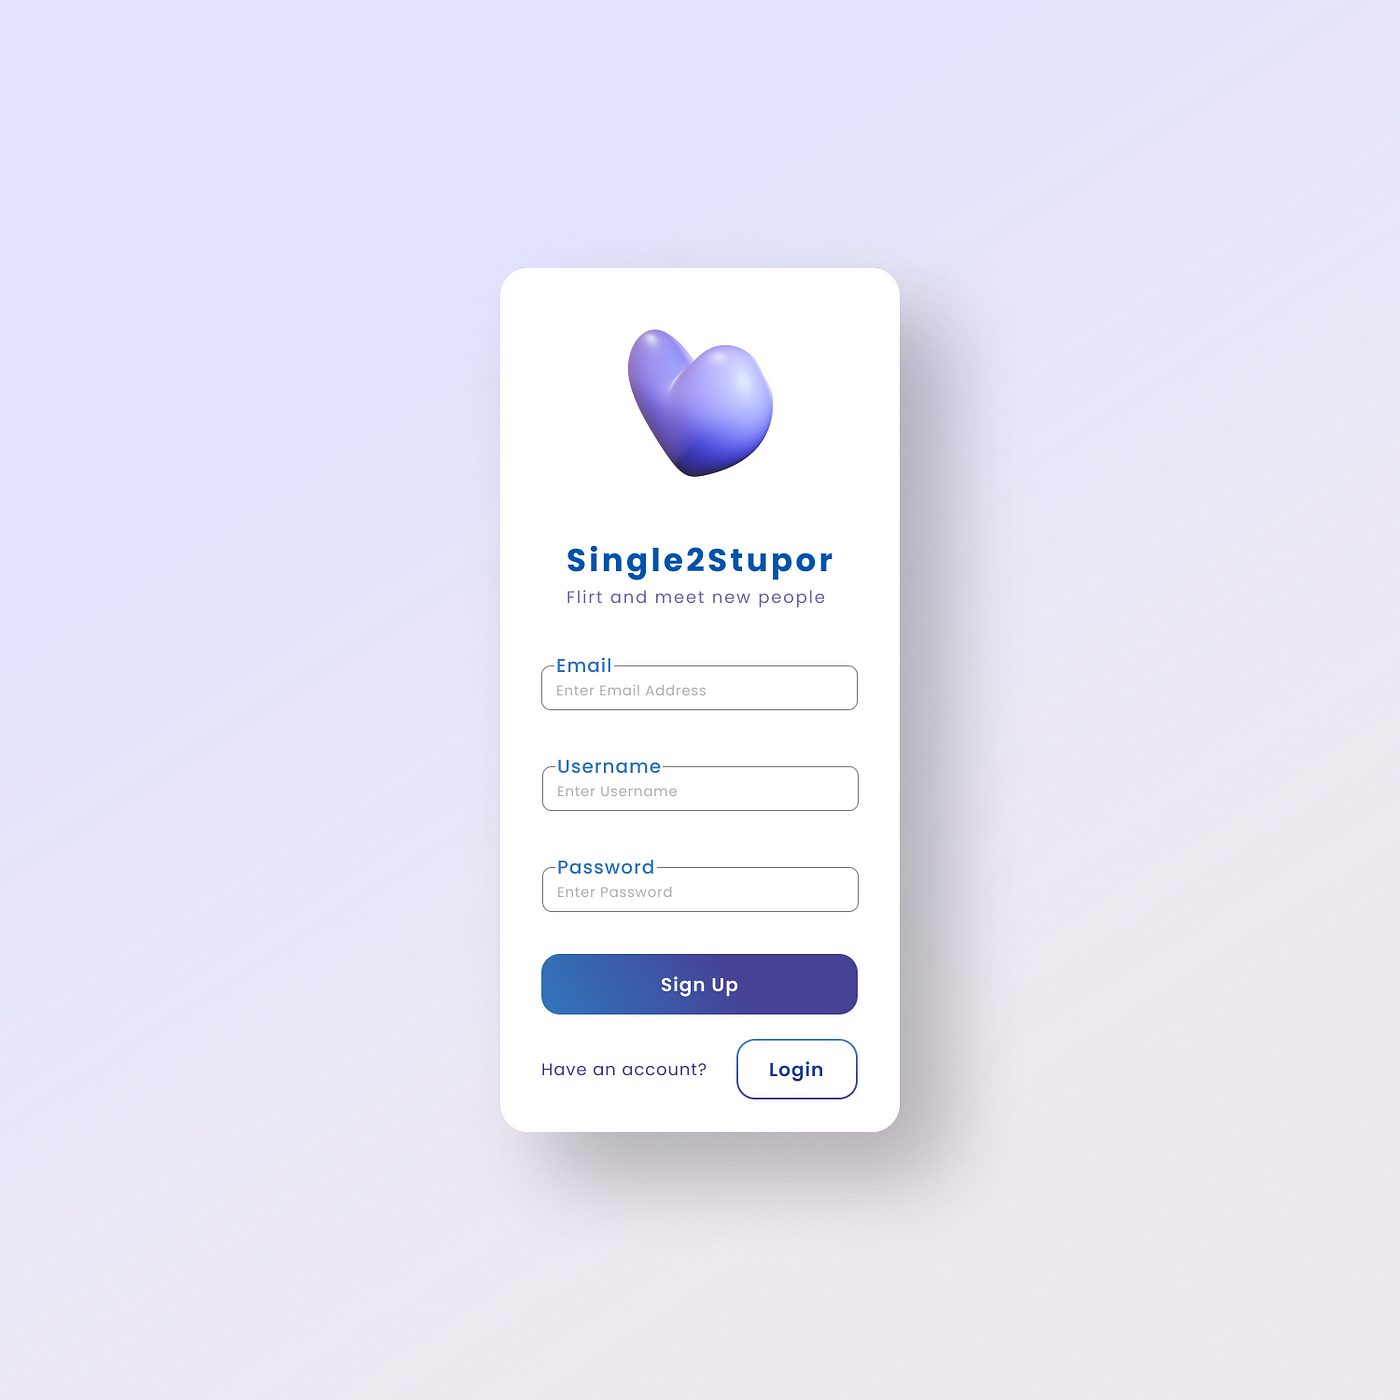 Single2Stupor
Flirt and meet new people
Email
Enter Email Address
Username
Enter Username
Password
Enter Password
Sign Up
Have an account?
Login